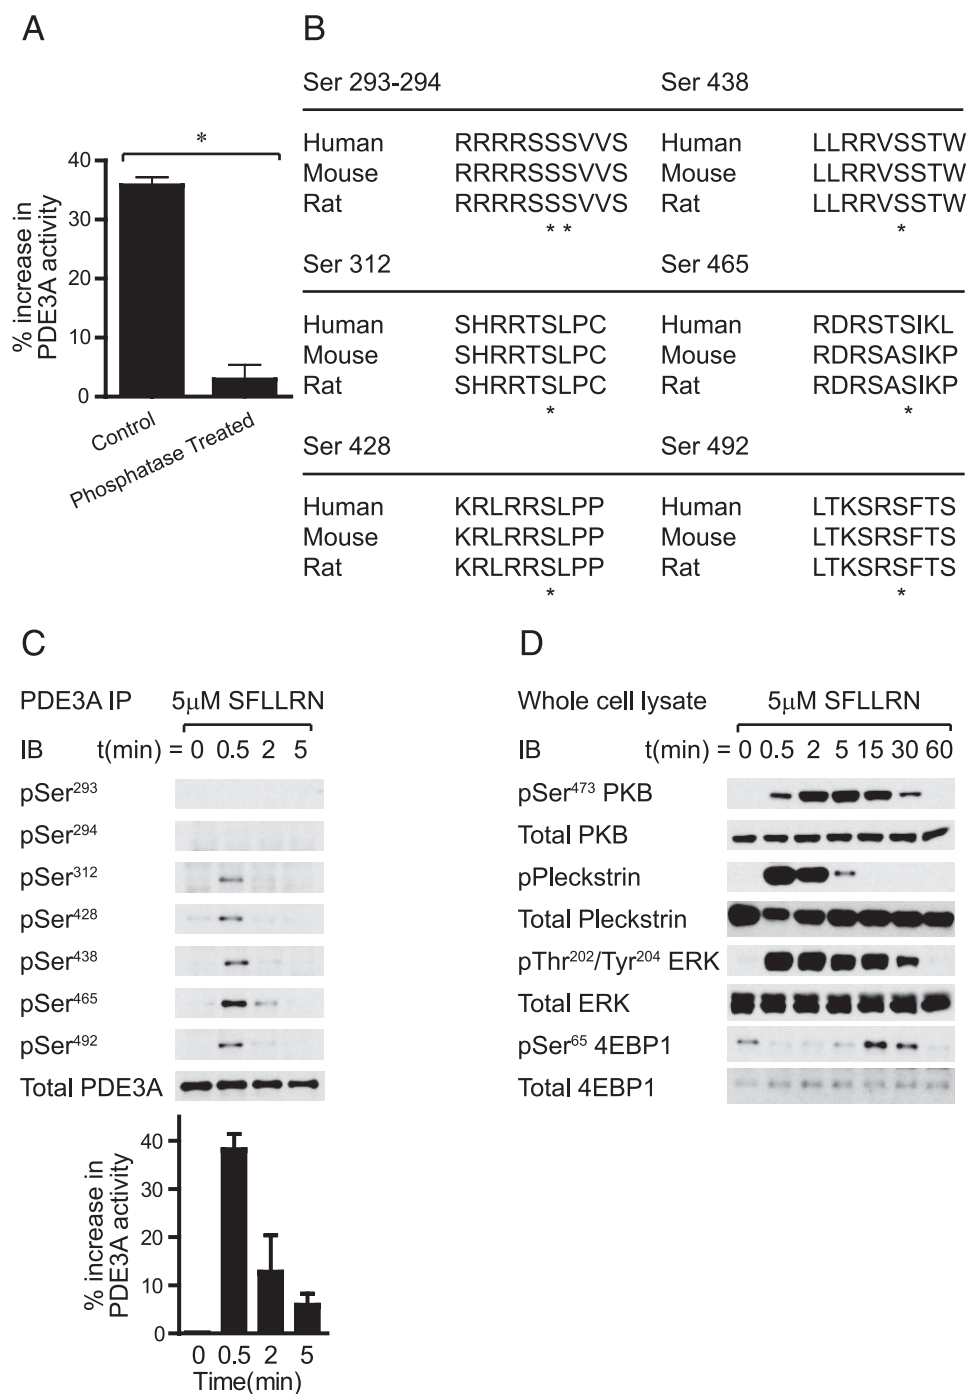 A
% increase in
PDE3A activity
*
40
30
20
10
0
Control
Phosphatase Treated
B
Ser 293-294 Ser 438
Human RRRRSSSVVS Human LLRRVSSTW
Mouse RRRRSSSVVS Mouse LLRRVSSTW
Rat RRRRSSSVVS Rat LLRRVSSTW
** *
Ser 312 Ser 465
Human SHRRTSLPC Human RDRSTSIKL
Mouse SHRRTSLPC Mouse RDRSASIKP
Rat SHRRTSLPC Rat RDRSASIKP
* *
Ser 428 Ser 492
Human KRLRRSLPP Human LTKSRSFTS
Mouse KRLRRSLPP Mouse LTKSRSFTS
Rat KRLRRSLPP Rat LTKSRSFTS
* *
C
PDE3A IP 5μM SFLLRN
IB t(min) = 0 0.5 2 5
pSer²⁹³
pSer²⁹⁴
pSer³¹²
pSer⁴²⁸
pSer⁴³⁸
pSer⁴⁶⁵
pSer⁴⁹²
Total PDE3A
% increase in
PDE3A activity
40
30
20
10
0
0 0.5 2 5
Time(min)
D
Whole cell lysate 5μM SFLLRN
IB t(min) = 0 0.5 2 5 15 30 60
pSer⁴⁷³ PKB
Total PKB
pPleckstrin
Total Pleckstrin
pThr²⁰²/Tyr²⁰⁴ ERK
Total ERK
pSer⁶⁵ 4EBP1
Total 4EBP1